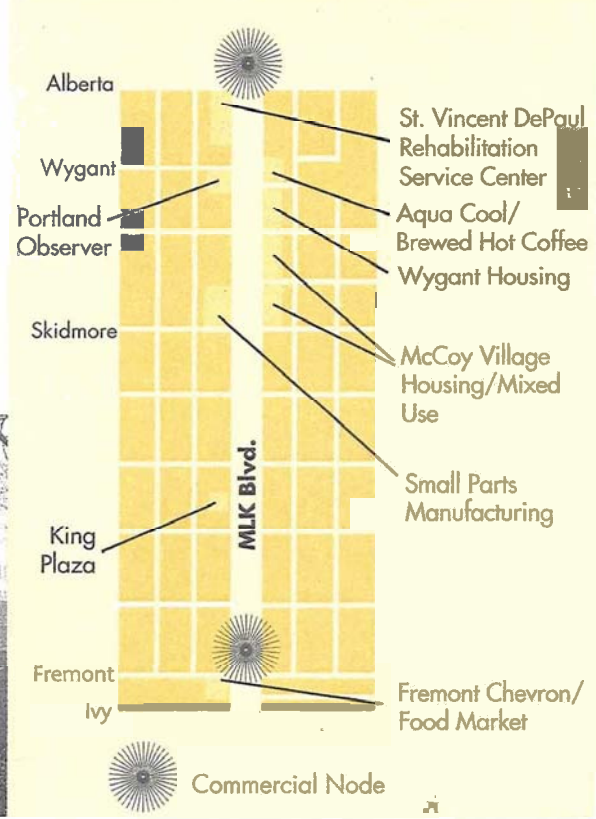 Alberta
St. Vincent DePaul
Rehabilitation
Service Center
Wygant
Portland
Observer
Aqua Cool/
Brewed Hot Coffee
Wygant Housing
Skidmore
McCoy Village
Housing/Mixed
Use
MLK Blvd.
Small Parts
Manufacturing
King
Plaza
Fremont
Ivy
Fremont Chevron/
Food Market
Commercial Node